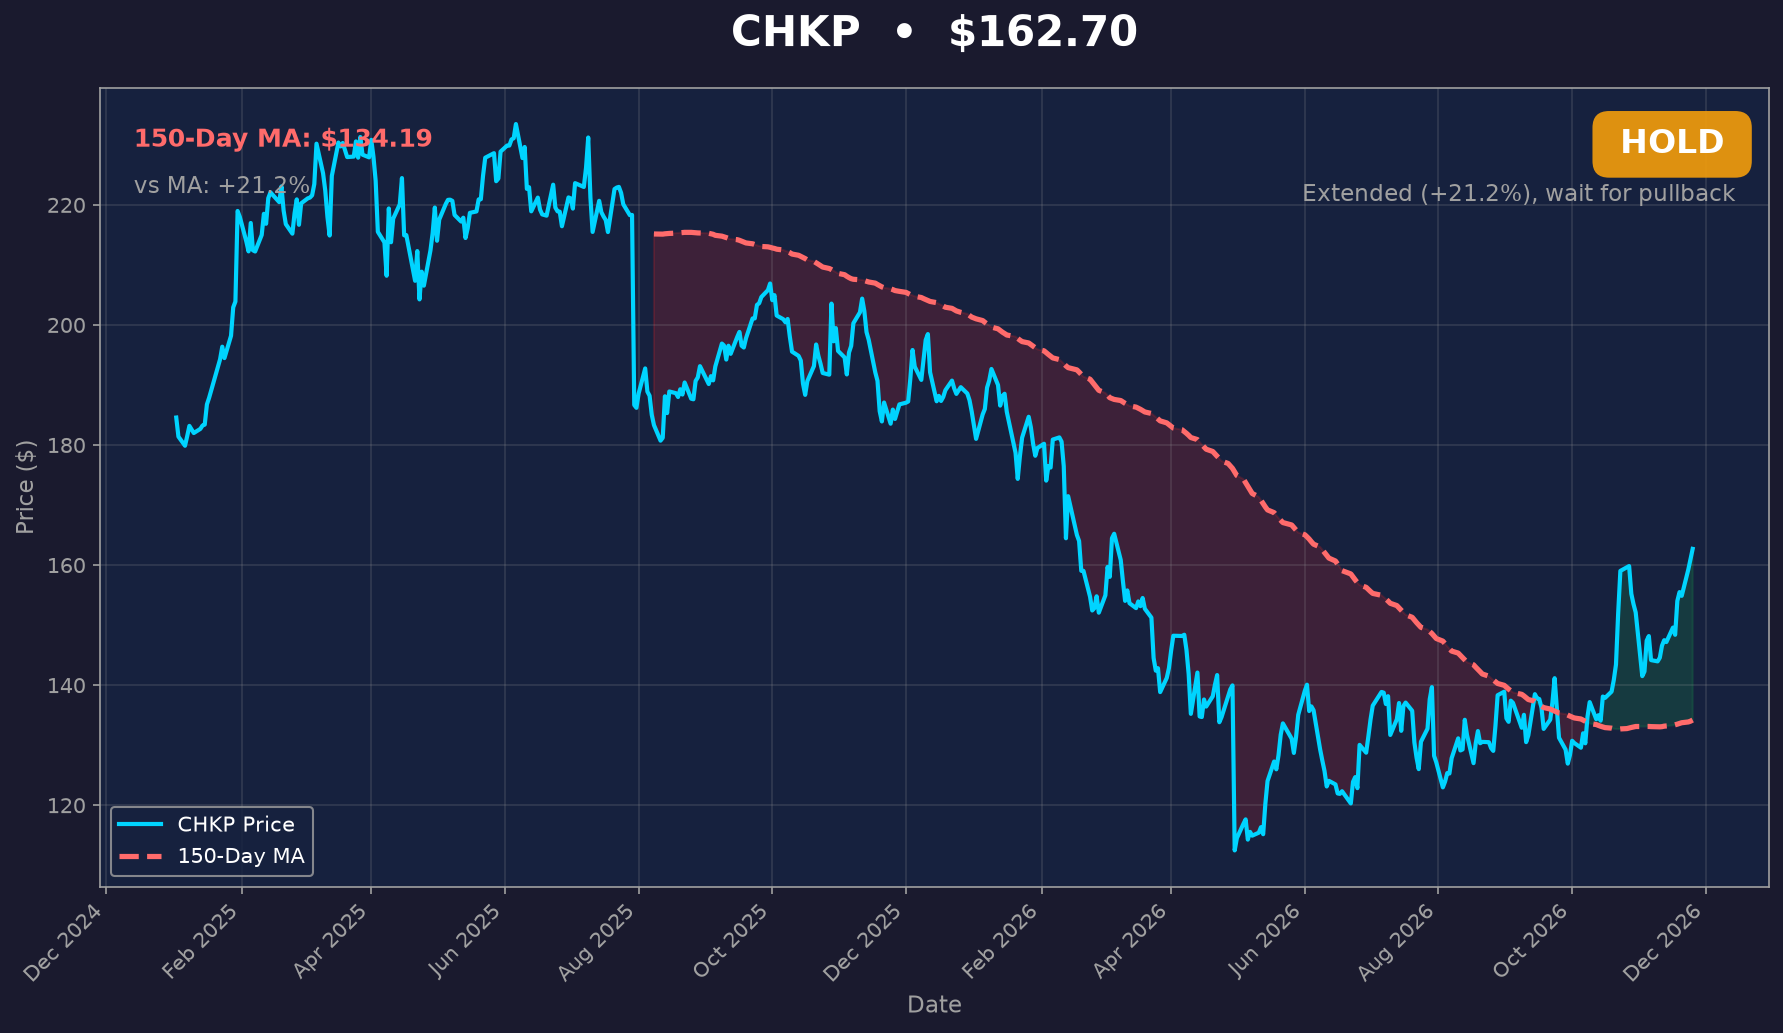 CHKP • $162.70
150-Day MA: $134.19
HOLD
vs MA: +21.2%
Extended (+21.2%), wait for pullback
Price ($)
220
200
180
160
140
120
CHKP Price
150-Day MA
Dec 2024
Feb 2025
Apr 2025
Jun 2025
Aug 2025
Oct 2025
Dec 2025
Feb 2026
Apr 2026
Jun 2026
Aug 2026
Oct 2026
Dec 2026
Date